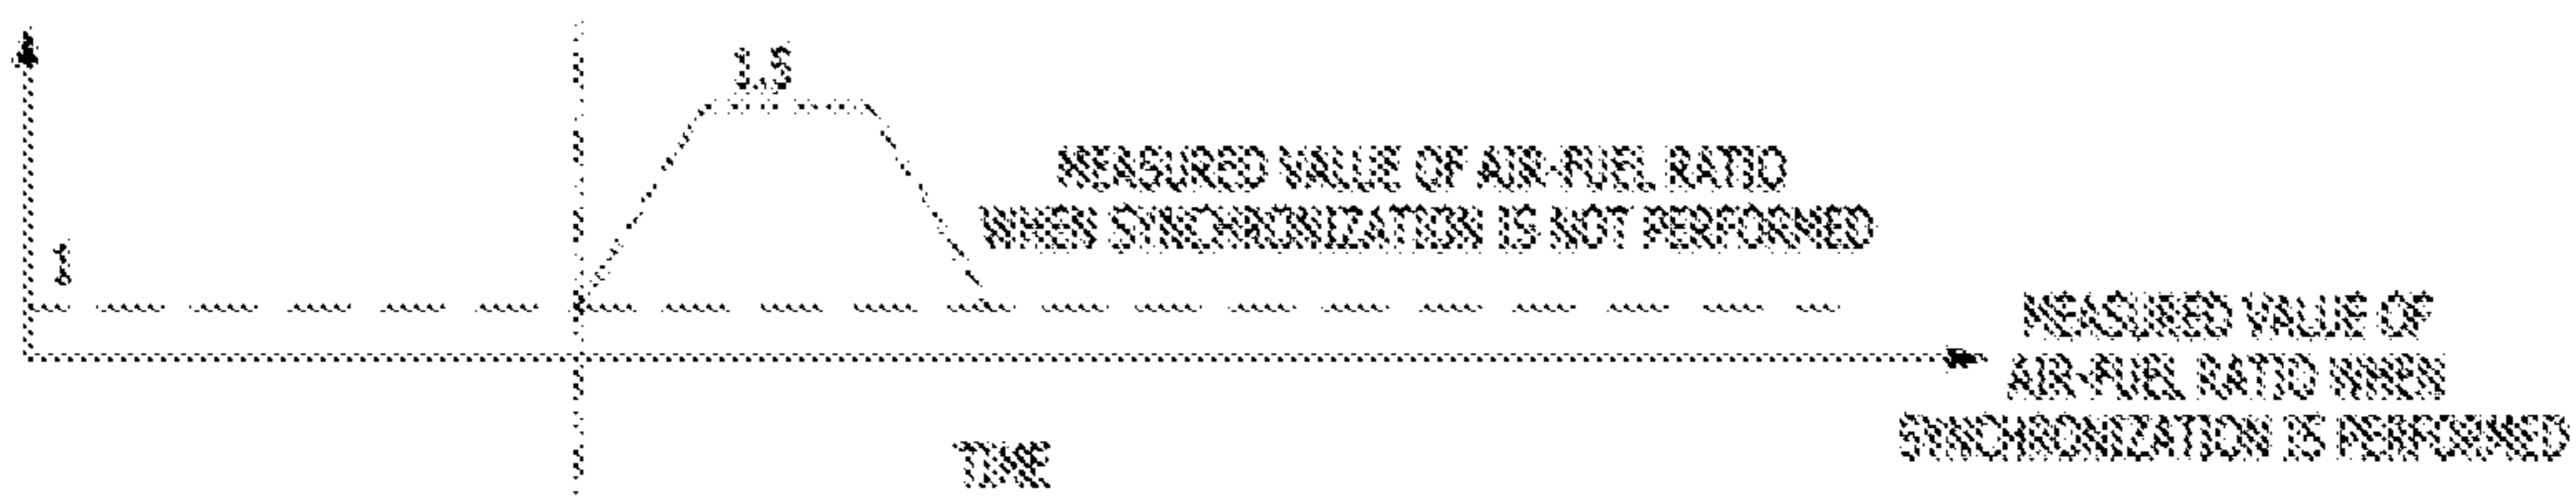 1.5
MEASURED VALUE OF AIR-FUEL RATIO
WHEN SYNCHRONIZATION IS NOT PERFORMED
1
MEASURED VALUE OF
AIR-FUEL RATIO WHEN
SYNCHRONIZATION IS PERFORMED
TIME